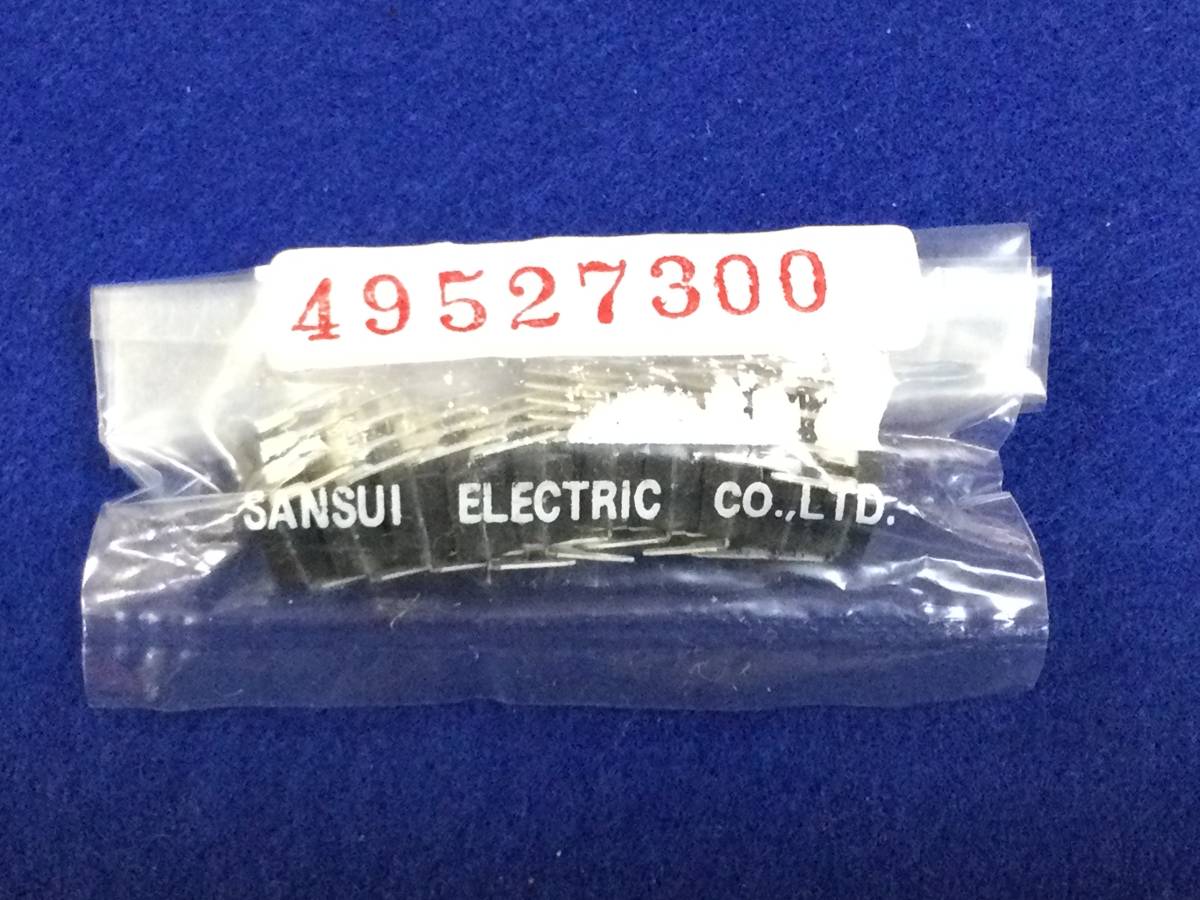 49527300
SANSUI ELECTRIC CO.,LTD.